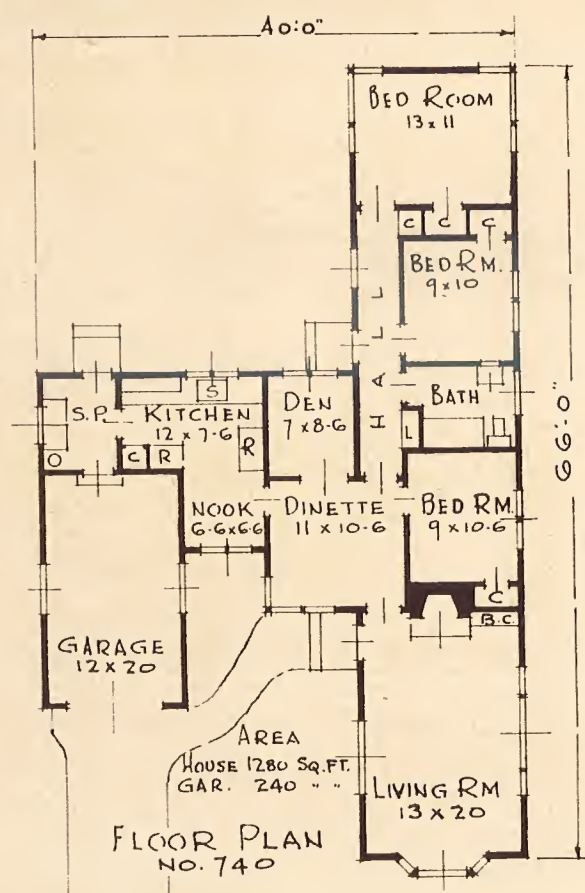 40'-0"
BED ROOM
13 x 11
C
C
C
BED RM.
9 x 10
HALL
S
S.P.
KITCHEN
12 x 7-6
DEN
7 x 8-6
BATH
L
66'-0"
O
C
R
R
NOOK
6-6 x 6-6
DINETTE
11 x 10-6
BED RM.
9 x 10-6
C
B.C.
GARAGE
12 x 20
AREA
HOUSE 1280 SQ.FT.
GAR. 240 " "
LIVING RM
13 x 20
FLOOR PLAN
NO. 740